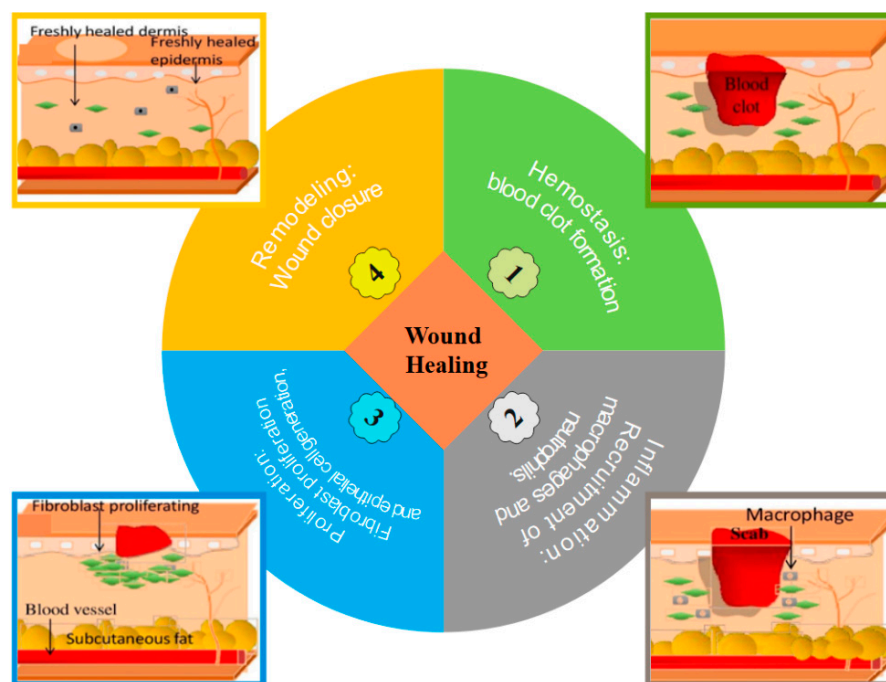 Freshly healed dermis
Freshly healed
epidermis
Blood
clot
Remodeling:
Wound closure
4
Hemostasis:
blood clot formation
1
Wound
Healing
3
Proliferation:
Fibroblast proliferation
and epithelial cellgeneration,
2
Inflammation:
Recruitment of
macrophages and
neutrophils.
Fibroblast proliferating
Blood vessel
Subcutaneous fat
Macrophage
Scab